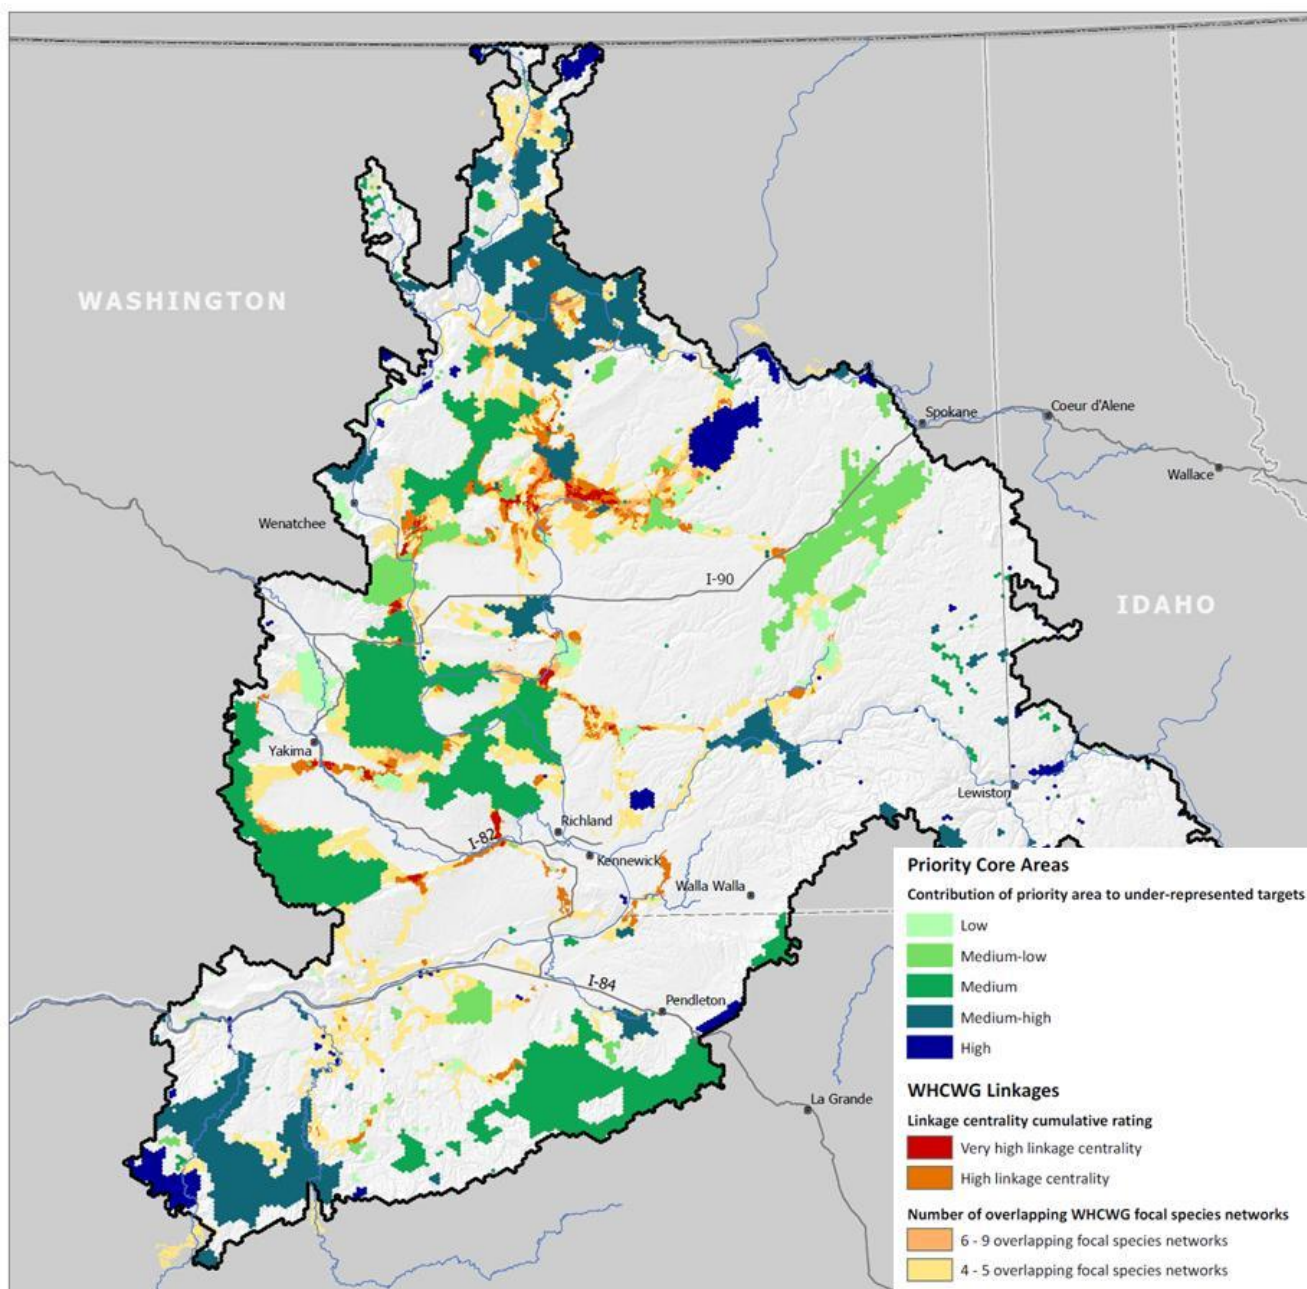 WASHINGTON
Spokane
Coeur d'Alene
Wallace
Wenatchee
I-90
IDAHO
Yakima
Lewiston
Richland
I-82
Kennewick
Walla Walla
I-84
Pendleton
La Grande
Priority Core Areas
Contribution of priority area to under-represented targets
Low
Medium-low
Medium
Medium-high
High
WHCWG Linkages
Linkage centrality cumulative rating
Very high linkage centrality
High linkage centrality
Number of overlapping WHCWG focal species networks
6 - 9 overlapping focal species networks
4 - 5 overlapping focal species networks